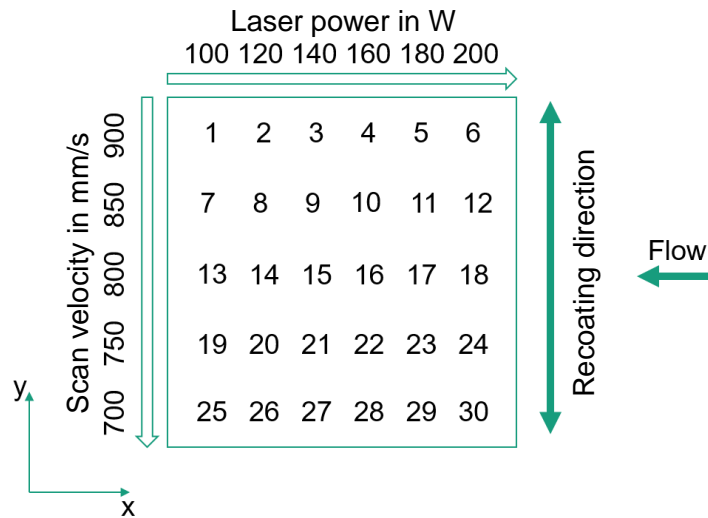 Laser power in W
100 120 140 160 180 200
Scan velocity in mm/s
900
850
800
750
700
1 2 3 4 5 6
7 8 9 10 11 12
13 14 15 16 17 18
19 20 21 22 23 24
25 26 27 28 29 30
Recoating direction
Flow
y
x